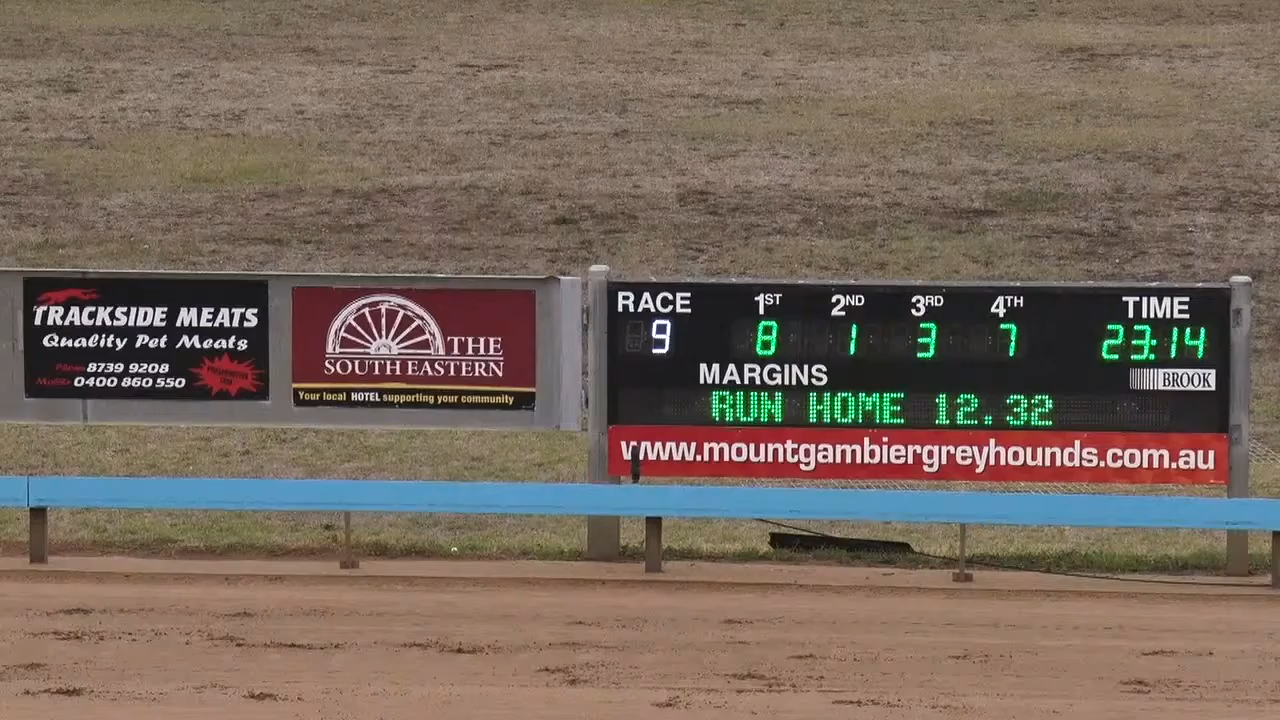 TRACKSIDE MEATS
Quality Pet Meats
Phone 8739 9208
Mobile 0400 860 550
THE
SOUTH EASTERN
Your local HOTEL supporting your community
RACE 1ST 2ND 3RD 4TH TIME
9 8 1 3 7 23:14
MARGINS
BROOK
RUN HOME 12.32
www.mountgambiergreyhounds.com.au